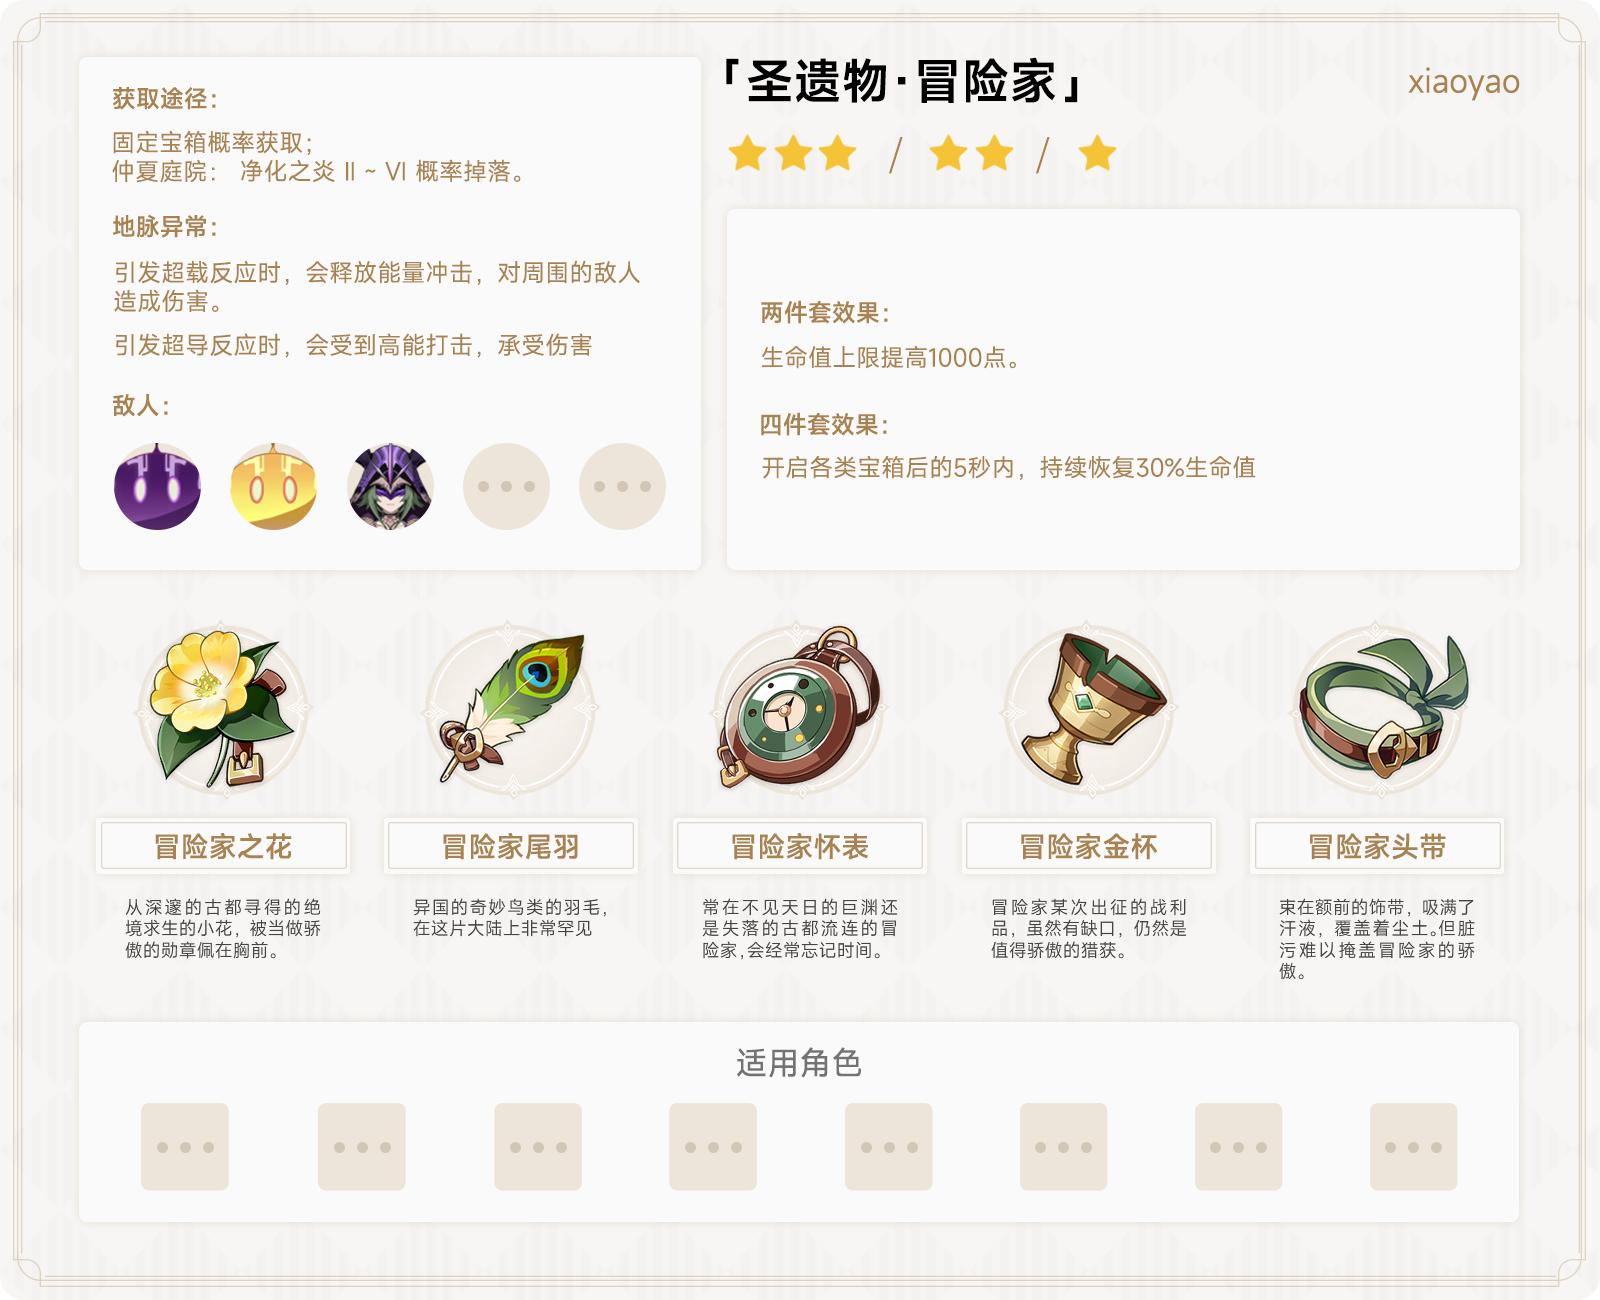 获取途径：
固定宝箱概率获取；
仲夏庭院： 净化之炎 II ~ VI 概率掉落。
地脉异常：
引发超载反应时，会释放能量冲击，对周围的敌人
造成伤害。
引发超导反应时，会受到高能打击，承受伤害
敌人：
「圣遗物·冒险家」
xiaoyao
/ /
两件套效果：
生命值上限提高1000点。
四件套效果：
开启各类宝箱后的5秒内，持续恢复30%生命值
冒险家之花
从深邃的古都寻得的绝
境求生的小花，被当做骄
傲的勋章佩在胸前。
冒险家尾羽
异国的奇妙鸟类的羽毛，
在这片大陆上非常罕见
冒险家怀表
常在不见天日的巨渊还
是失落的古都流连的冒
险家,会经常忘记时间。
冒险家金杯
冒险家某次出征的战利
品，虽然有缺口，仍然是
值得骄傲的猎获。
冒险家头带
束在额前的饰带，吸满了
汗液，覆盖着尘土。但脏
污难以掩盖冒险家的骄
傲。
适用角色